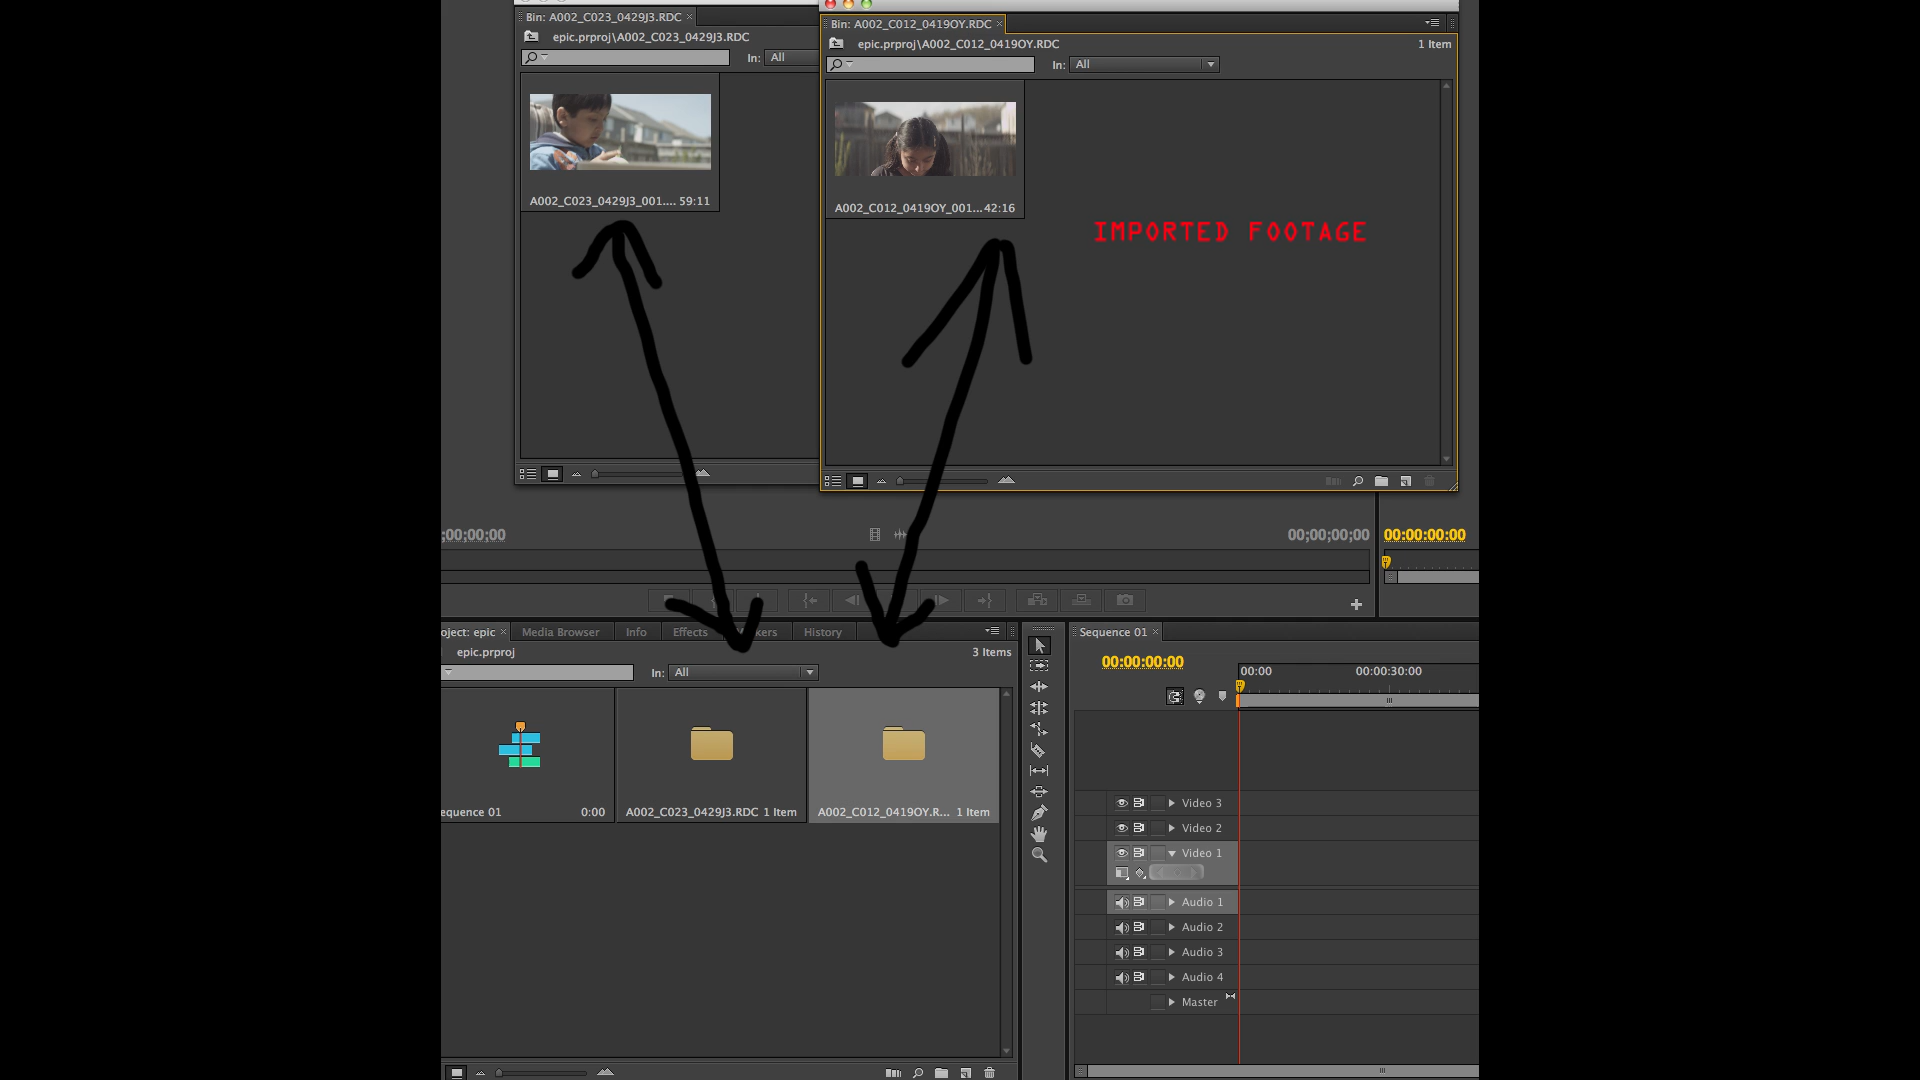 Bin: A002_C023_0429J3.RDC
epic.prproj\A002_C023_0429J3.RDC
In: All
A002_C023_0429J3_001.... 59:11
Bin: A002_C012_0419OY.RDC
epic.prproj\A002_C012_0419OY.RDC
1 Item
In: All
A002_C012_0419OY_001... 42:16
IMPORTED FOOTAGE
;00;00;00
00;00;00;00
00:00:00:00
oject: epic
Media Browser
Info
Effects
kers
History
epic.prproj
3 Items
In: All
equence 01 0:00
A002_C023_0429J3.RDC 1 Item
A002_C012_0419OY.R... 1 Item
Sequence 01
00:00:00:00
00:00
00:00:30:00
Video 3
Video 2
Video 1
Audio 1
Audio 2
Audio 3
Audio 4
Master